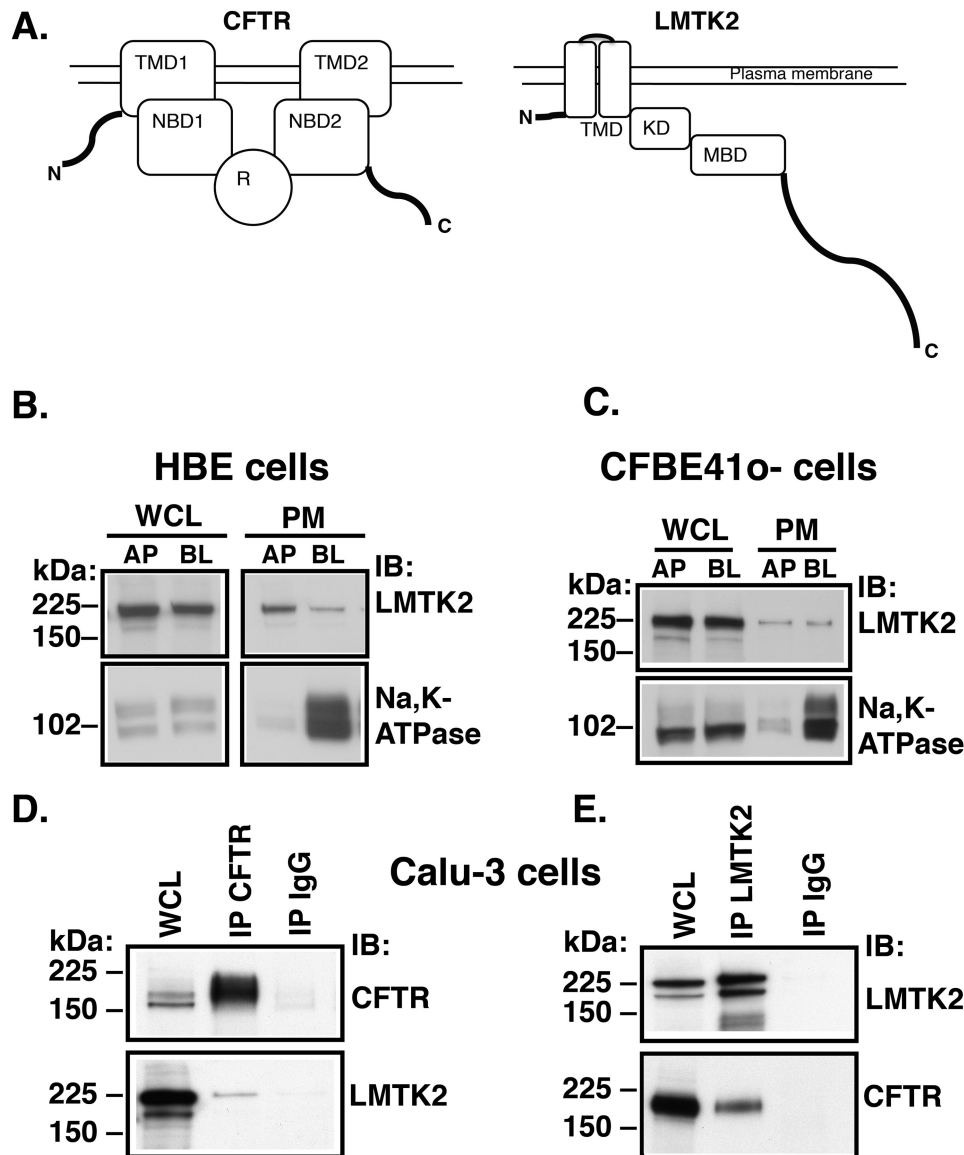 A.
CFTR
LMTK2
TMD1
TMD2
NBD1
NBD2
R
N
C
Plasma membrane
N
TMD
KD
MBD
C
B.
HBE cells
WCL PM
AP BL AP BL
kDa:
IB:
225–
150–
LMTK2
102–
Na,K-
ATPase
C.
CFBE41o- cells
WCL PM
AP BL AP BL
kDa:
IB:
225–
150–
LMTK2
102–
Na,K-
ATPase
Calu-3 cells
D.
WCL
IP CFTR
IP IgG
kDa:
IB:
225 –
150 –
CFTR
225 –
150 –
LMTK2
E.
WCL
IP LMTK2
IP IgG
kDa:
IB:
225 –
150 –
LMTK2
225 –
150 –
CFTR